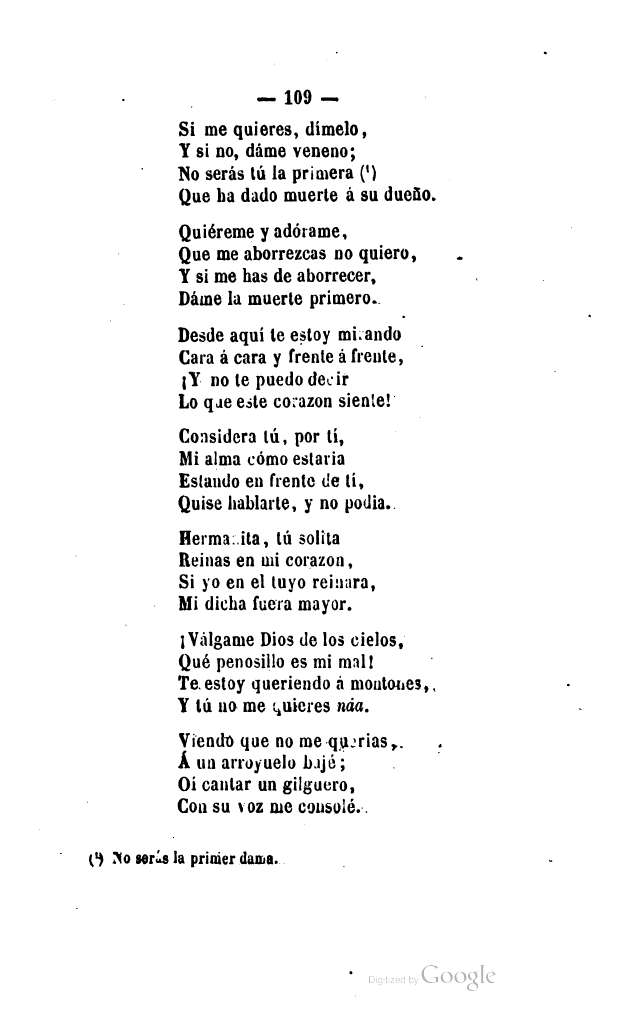 — 109 —
Si me quieres, dímelo,
Y si no, dáme veneno;
No serás tú la primera (¹)
Que ha dado muerte á su dueño.
Quiéreme y adórame,
Que me aborrezcas no quiero,
Y si me has de aborrecer,
Dáme la muerte primero.
Desde aquí te estoy mirando
Cara á cara y frente á frente,
¡Y no te puedo decir
Lo que este corazon siente!
Considera tú, por tí,
Mi alma cómo estaria
Estando en frente de tí,
Quise hablarte, y no podia.
Hermanita, tú solita
Reinas en mi corazon,
Si yo en el tuyo reinara,
Mi dicha fuera mayor.
¡Válgame Dios de los cielos,
Qué penosillo es mi mal!
Te estoy queriendo á montones,
Y tú no me quieres náa.
Viendo que no me querias,
Á un arroyuelo bajé;
Oi cantar un gilguero,
Con su voz me consolé.
(¹) No serás la primer dama.
Digitized by Google